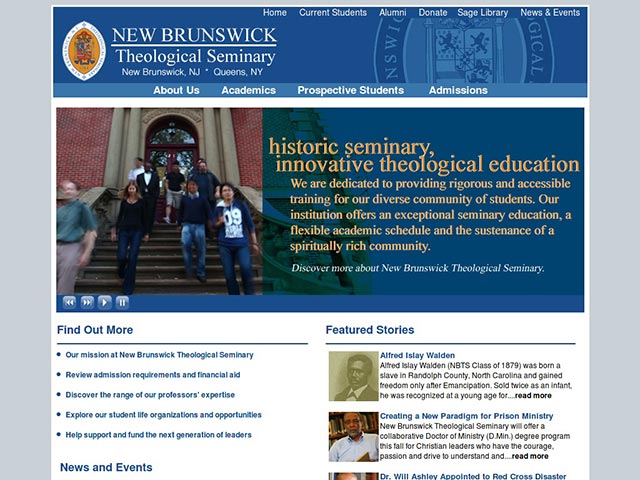 Home Current Students Alumni Donate Sage Library News & Events
NEW BRUNSWICK
Theological Seminary
New Brunswick, NJ * Queens, NY
About Us Academics Prospective Students Admissions
historic seminary,
innovative theological education
We are dedicated to providing rigorous and accessible
training for our diverse community of students. Our
institution offers an exceptional seminary education, a
flexible academic schedule and the sustenance of a
spiritually rich community.
Discover more about New Brunswick Theological Seminary.
Find Out More
Our mission at New Brunswick Theological Seminary
Review admission requirements and financial aid
Discover the range of our professors' expertise
Explore our student life organizations and opportunities
Help support and fund the next generation of leaders
News and Events
Featured Stories
Alfred Islay Walden
Alfred Islay Walden (NBTS Class of 1879) was born a
slave in Randolph County, North Carolina and gained
freedom only after Emancipation. Sold twice as an infant,
he was recognized at a young age for....read more
Creating a New Paradigm for Prison Ministry
New Brunswick Theological Seminary will offer a
collaborative Doctor of Ministry (D.Min.) degree program
this fall for Christian leaders who have the courage,
passion and drive to understand and....read more
Dr. Will Ashley Appointed to Red Cross Disaster